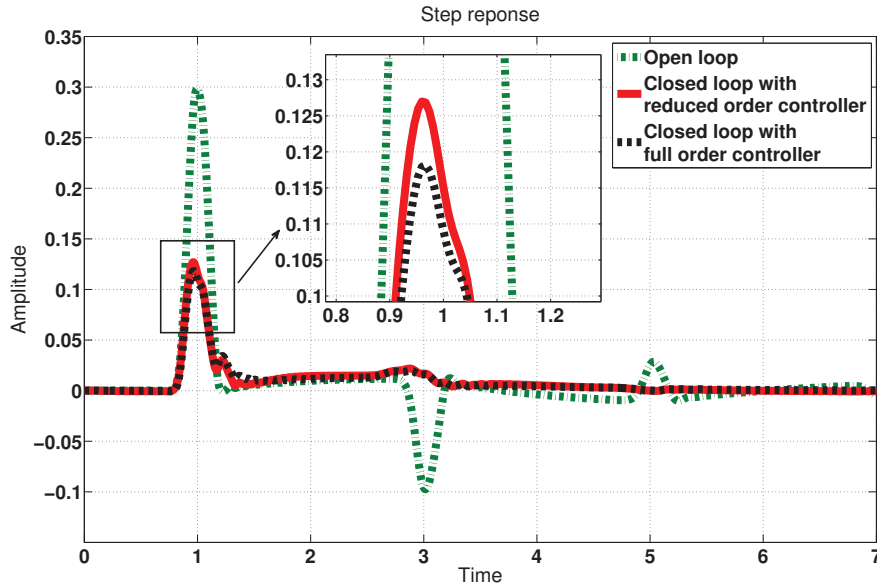 Step reponse
0.35
0.3
0.25
0.2
0.15
0.1
0.05
0
−0.05
−0.1
Amplitude
0.13
0.125
0.12
0.115
0.11
0.105
0.1
0.8 0.9 1 1.1 1.2
Open loop
Closed loop with
reduced order controller
Closed loop with
full order controller
0 1 2 3 4 5 6 7
Time